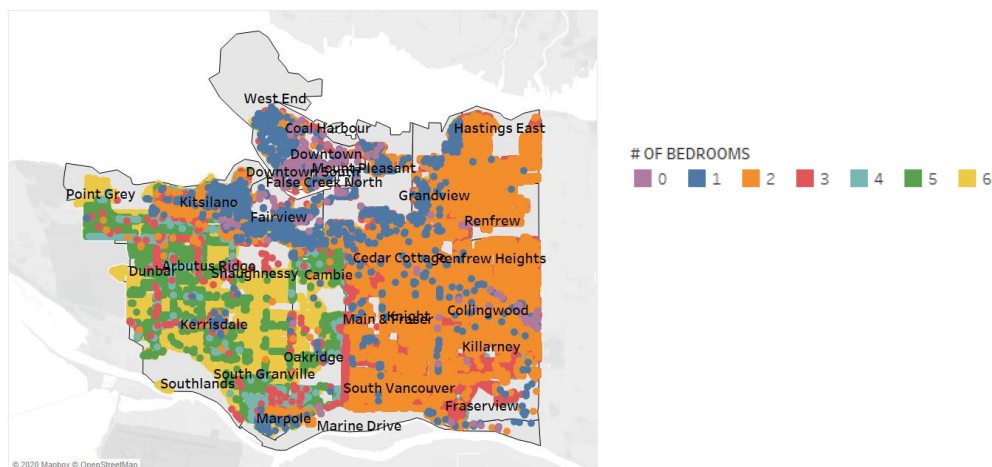 West End
Coal Harbour
Hastings East
Downtown
Mount Pleasant
Downtown South
False Creek North
Point Grey
Kitsilano
Grandview
Fairview
Renfrew
Cedar Cottage
Renfrew Heights
Arbutus Ridge
Dunbar
Shaughnessy
Cambie
Collingwood
Kerrisdale
Main & Fraser
Knight
Killarney
Oakridge
South Granville
Southlands
South Vancouver
Fraserview
Marpole
Marine Drive
© 2020 Mapbox © OpenStreetMap
# OF BEDROOMS
0 1 2 3 4 5 6